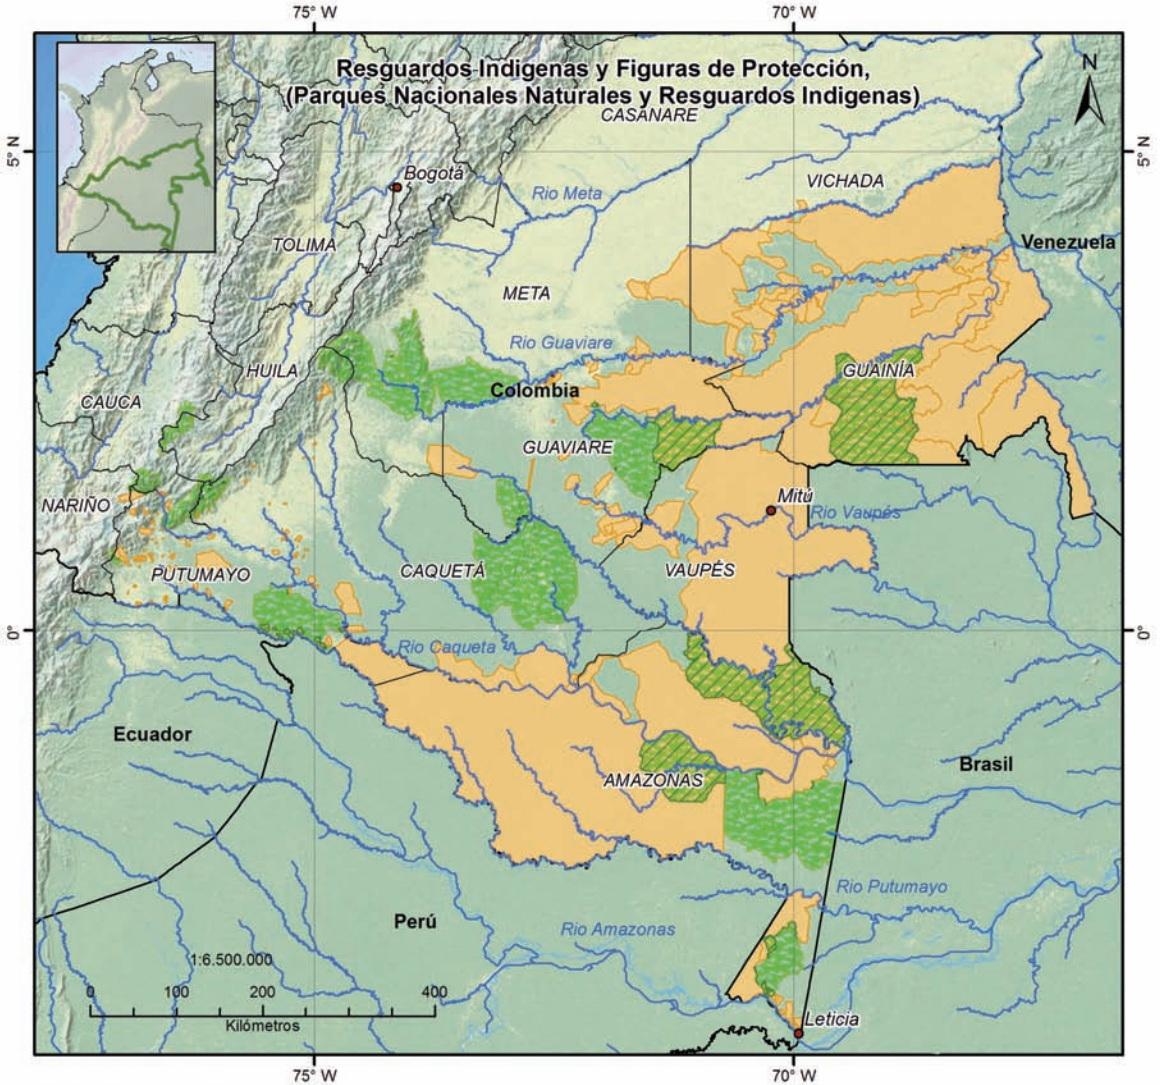 75° W
70° W
N
Resguardos Indigenas y Figuras de Protección,
(Parques Nacionales Naturales y Resguardos Indigenas)
CASANARE
5° N
5° N
Bogotá
VICHADA
Rio Meta
TOLIMA
Venezuela
META
Rio Guaviare
HUILA
GUAINÍA
Colombia
CAUCA
GUAVIARE
Mitú
NARIÑO
Rio Vaupés
PUTUMAYO
CAQUETÁ
VAUPÉS
0°
0°
Rio Caqueta
Ecuador
Brasil
AMAZONAS
Rio Putumayo
Perú
Rio Amazonas
1:6.500.000
0 100 200 400
Kilómetros
Leticia
75° W
70° W